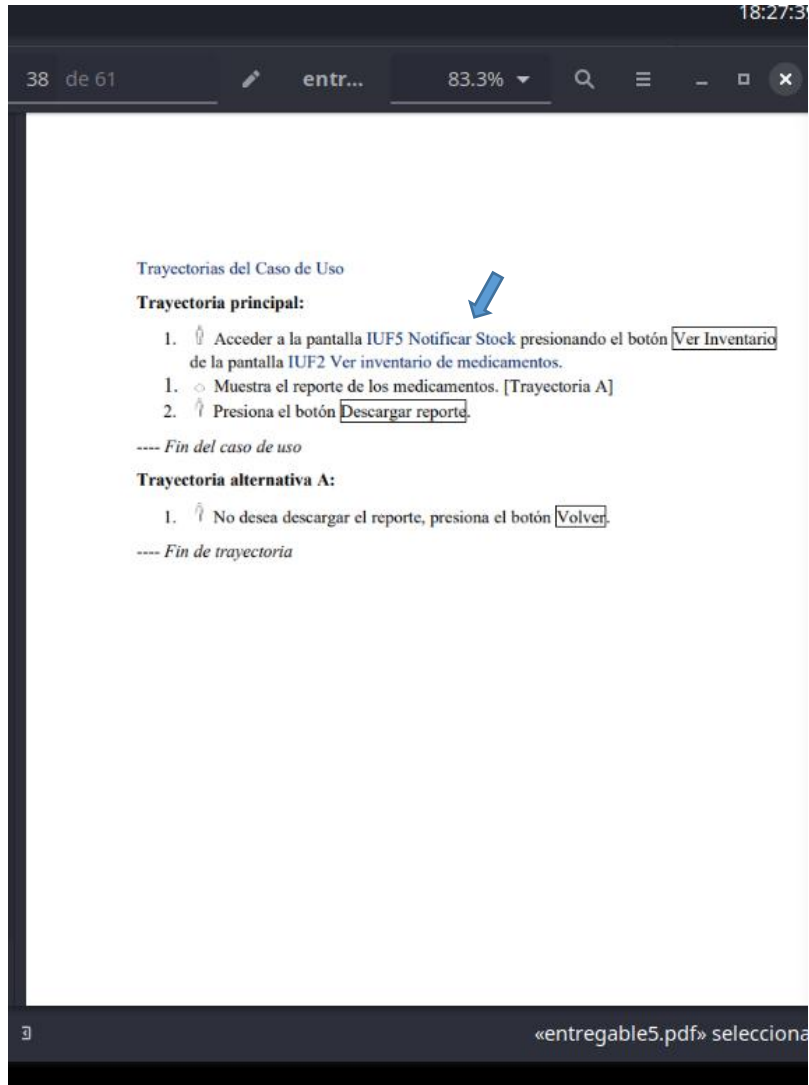 18:27:39
38 de 61 entr... 83.3%
Trayectorias del Caso de Uso
Trayectoria principal:
1. Acceder a la pantalla IUF5 Notificar Stock presionando el botón Ver Inventario
de la pantalla IUF2 Ver inventario de medicamentos.
1. Muestra el reporte de los medicamentos. [Trayectoria A]
2. Presiona el botón Descargar reporte.
---- Fin del caso de uso
Trayectoria alternativa A:
1. No desea descargar el reporte, presiona el botón Volver.
---- Fin de trayectoria
«entregable5.pdf» selecciona